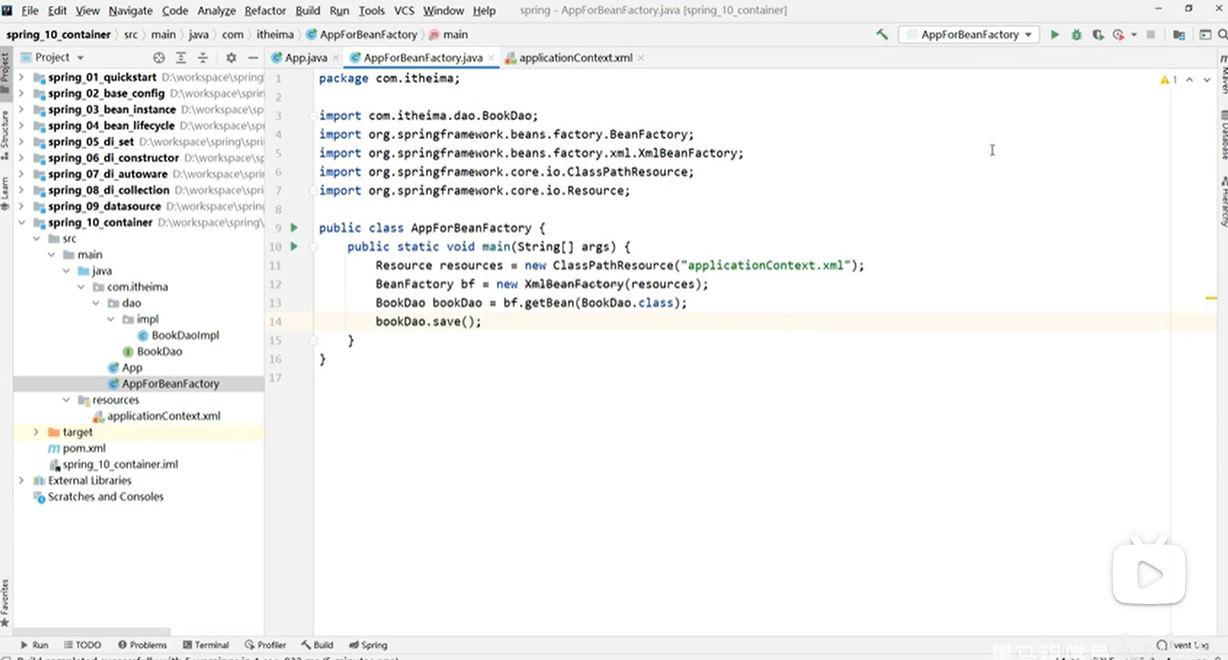 File Edit View Navigate Code Analyze Refactor Build Run Tools VCS Window Help spring - AppForBeanFactory.java [spring_10_container]
spring_10_container src main java com itheima AppForBeanFactory main AppForBeanFactory
Project App.java AppForBeanFactory.java applicationContext.xml
spring_01_quickstart D:\workspace\spring
spring_02_base_config D:\workspace\sprin
spring_03_bean_instance D:\workspace\
spring_04_bean_lifecycle D:\workspace\sp
spring_05_di_set D:\workspace\spring\
spring_06_di_constructor D:\workspace\s
spring_07_di_autoware D:\workspace\sprin
spring_08_di_collection D:\workspace\spri
spring_09_datasource D:\workspace\spring
spring_10_container D:\workspace\spring\
src
main
java
com.itheima
dao
impl
BookDaoImpl
BookDao
App
AppForBeanFactory
resources
applicationContext.xml
target
pom.xml
spring_10_container.iml
External Libraries
Scratches and Consoles
Project
Structure
Learn
Favorites
1 package com.itheima;
2
3 import com.itheima.dao.BookDao;
4 import org.springframework.beans.factory.BeanFactory;
5 import org.springframework.beans.factory.xml.XmlBeanFactory;
6 import org.springframework.core.io.ClassPathResource;
7 import org.springframework.core.io.Resource;
8
9 public class AppForBeanFactory {
10 public static void main(String[] args) {
11 Resource resources = new ClassPathResource("applicationContext.xml");
12 BeanFactory bf = new XmlBeanFactory(resources);
13 BookDao bookDao = bf.getBean(BookDao.class);
14 bookDao.save();
15 }
16 }
17
1
Maven
Database
Hierarchy
Run TODO Problems Terminal Profiler Build Spring Event Log